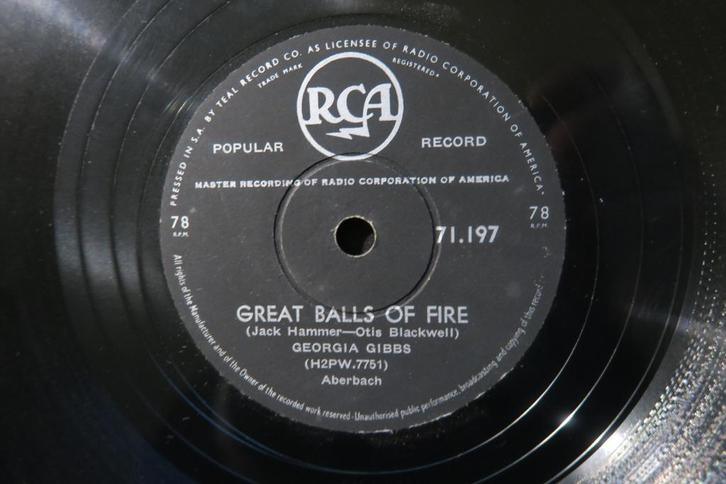 PRESSED IN S.A. BY TEAL RECORD CO. AS LICENSEE OF RADIO CORPORATION OF AMERICA.
TRADE MARK REGISTERED.
RCA
POPULAR RECORD
MASTER RECORDING OF RADIO CORPORATION OF AMERICA
78 78
R.P.M. R.P.M.
71.197
GREAT BALLS OF FIRE
(Jack Hammer—Otis Blackwell)
GEORGIA GIBBS
(H2PW.7751)
Aberbach
All rights of the Manufacturer and of the Owner of the recorded work reserved-Unauthorised public performance, broadcasting and copying of this record